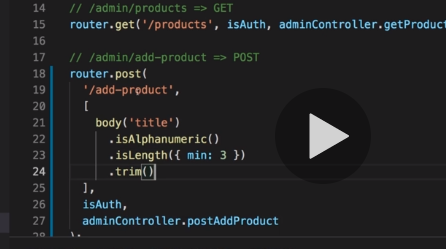 14 // /admin/products => GET
15 router.get('/products', isAuth, adminController.getProduct
16
17 // /admin/add-product => POST
18 router.post(
19 '/add-product',
20 [
21 body('title')
22 .isAlphanumeric()
23 .isLength({ min: 3 })
24 .trim()
25 ],
26 isAuth,
27 adminController.postAddProduct
28 );